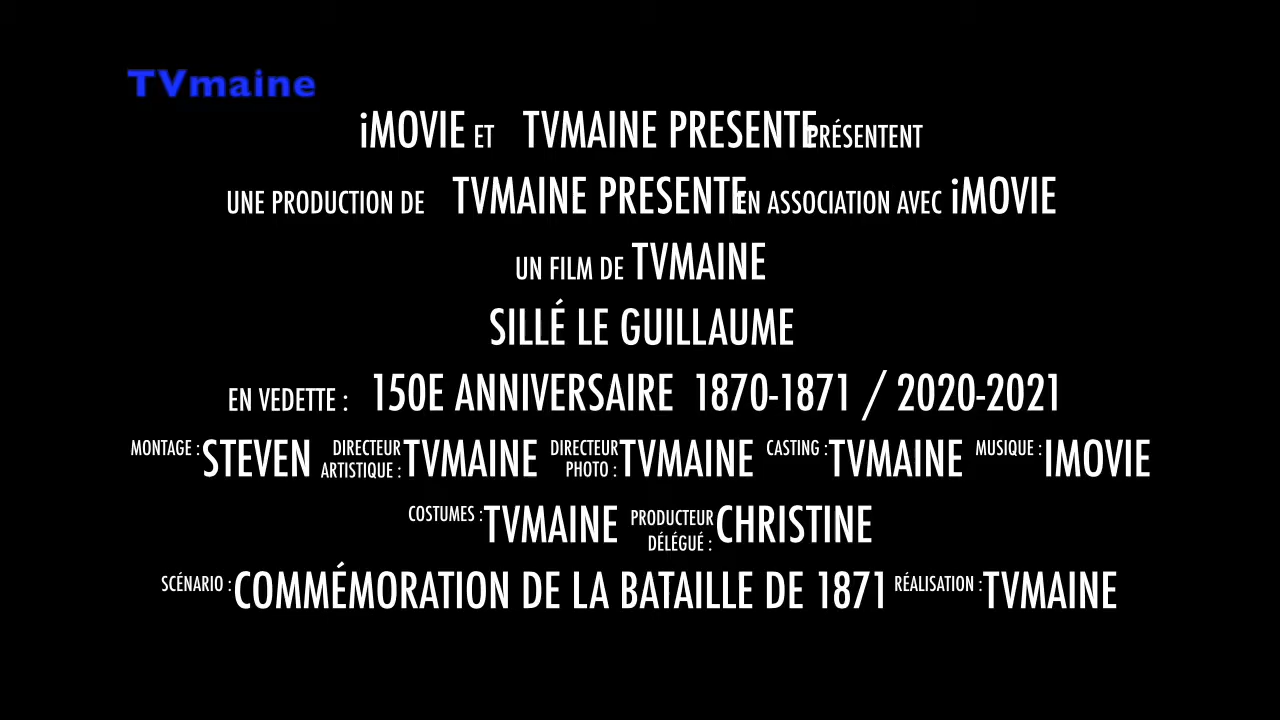 TVmaine
iMOVIE ET TVMAINE PRESENTE PRÉSENTENT
UNE PRODUCTION DE TVMAINE PRESENTE EN ASSOCIATION AVEC iMOVIE
UN FILM DE TVMAINE
SILLÉ LE GUILLAUME
EN VEDETTE : 150E ANNIVERSAIRE 1870-1871 / 2020-2021
MONTAGE : STEVEN DIRECTEUR ARTISTIQUE : TVMAINE DIRECTEUR PHOTO : TVMAINE CASTING : TVMAINE MUSIQUE : IMOVIE
COSTUMES : TVMAINE PRODUCTEUR DÉLÉGUÉ : CHRISTINE
SCÉNARIO : COMMÉMORATION DE LA BATAILLE DE 1871 RÉALISATION : TVMAINE